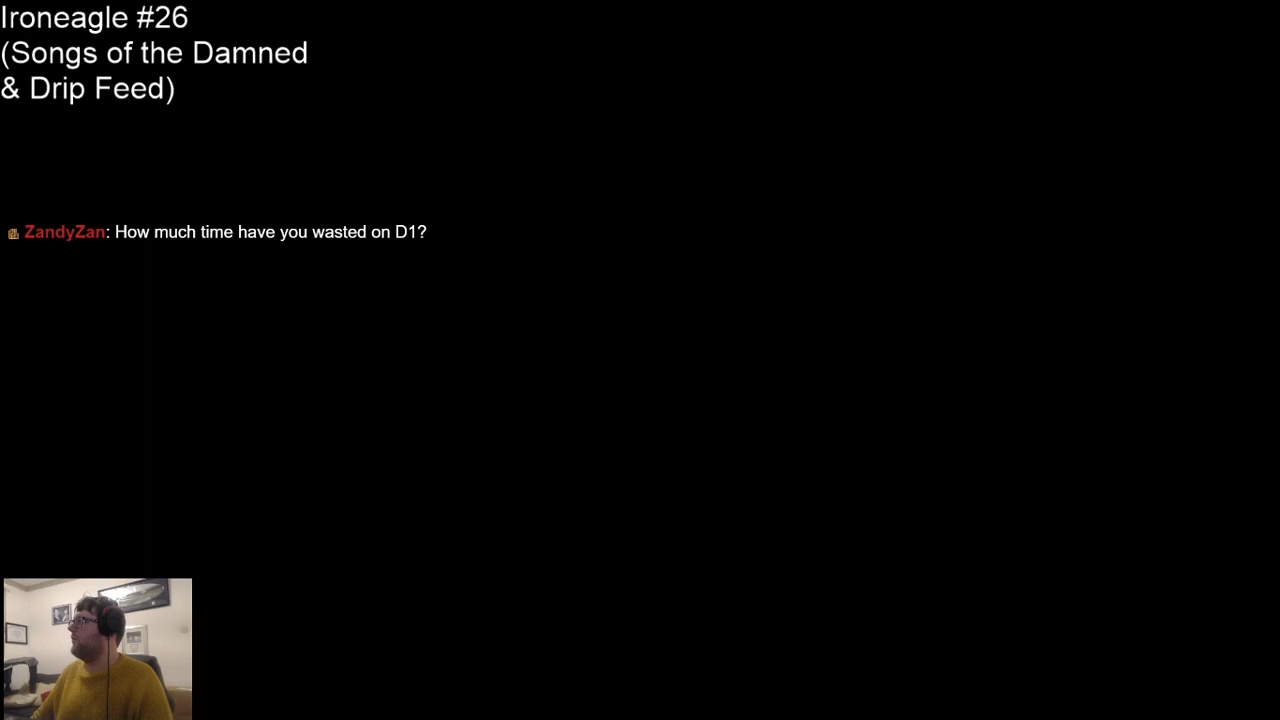 Ironeagle #26
(Songs of the Damned
& Drip Feed)
ZandyZan: How much time have you wasted on D1?